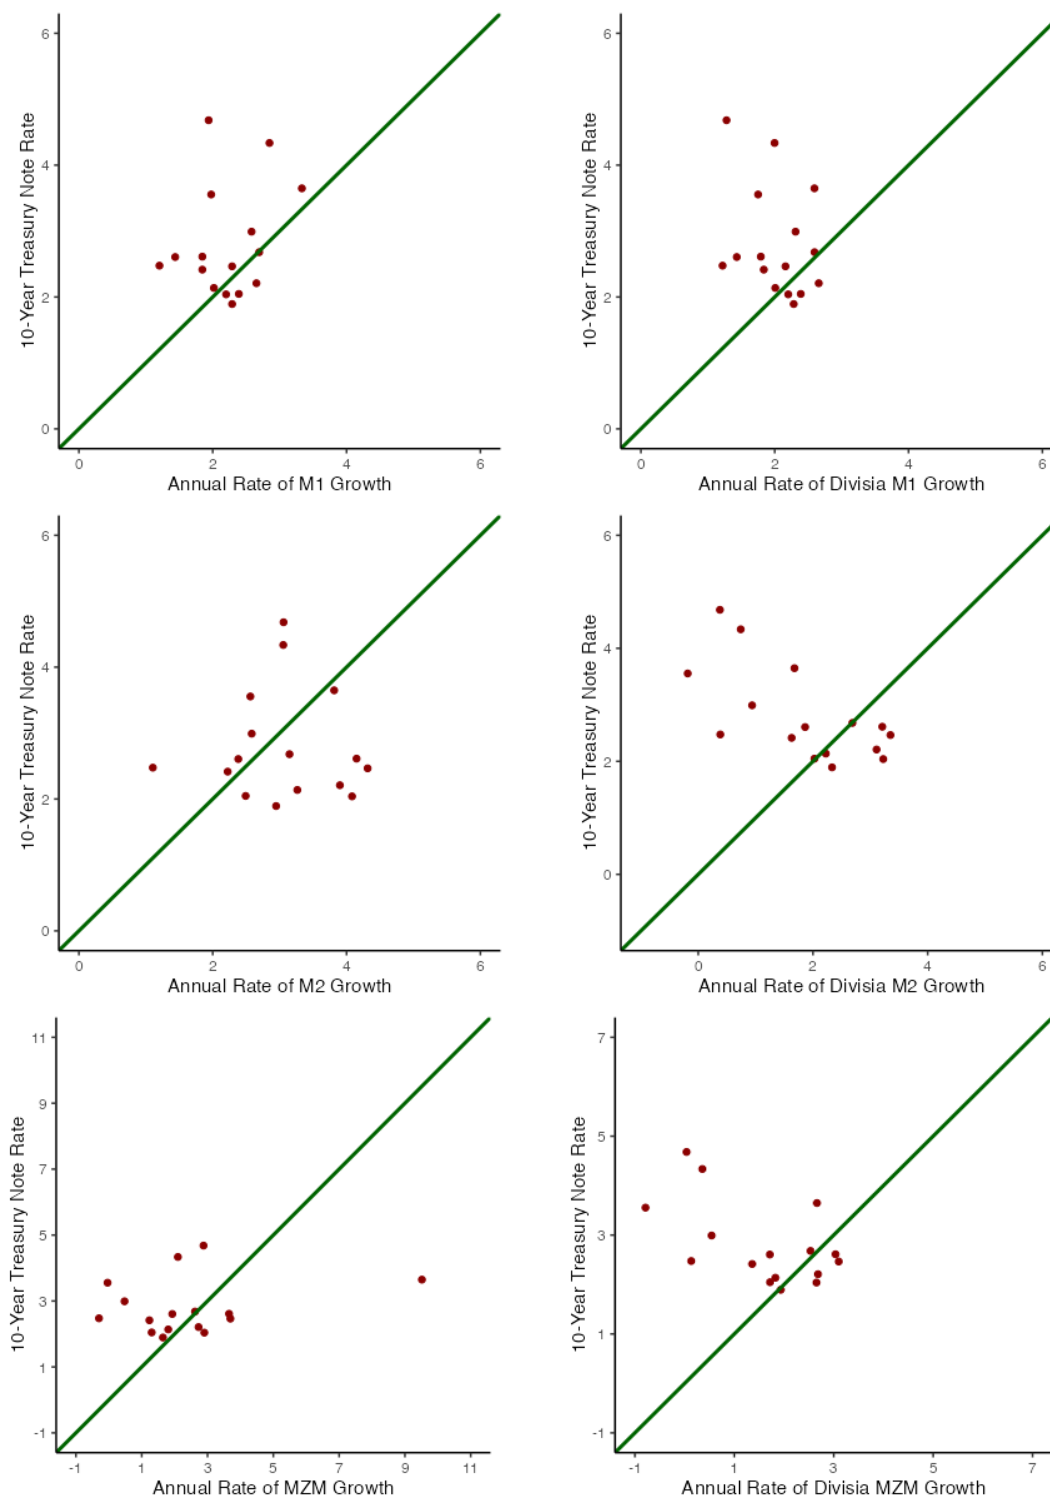 10-Year Treasury Note Rate
6
4
2
0
0 2 4 6
Annual Rate of M1 Growth
10-Year Treasury Note Rate
6
4
2
0
0 2 4 6
Annual Rate of Divisia M1 Growth
10-Year Treasury Note Rate
6
4
2
0
0 2 4 6
Annual Rate of M2 Growth
10-Year Treasury Note Rate
6
4
2
0
0 2 4 6
Annual Rate of Divisia M2 Growth
10-Year Treasury Note Rate
11
9
7
5
3
1
-1
-1 1 3 5 7 9 11
Annual Rate of MZM Growth
10-Year Treasury Note Rate
7
5
3
1
-1
-1 1 3 5 7
Annual Rate of Divisia MZM Growth